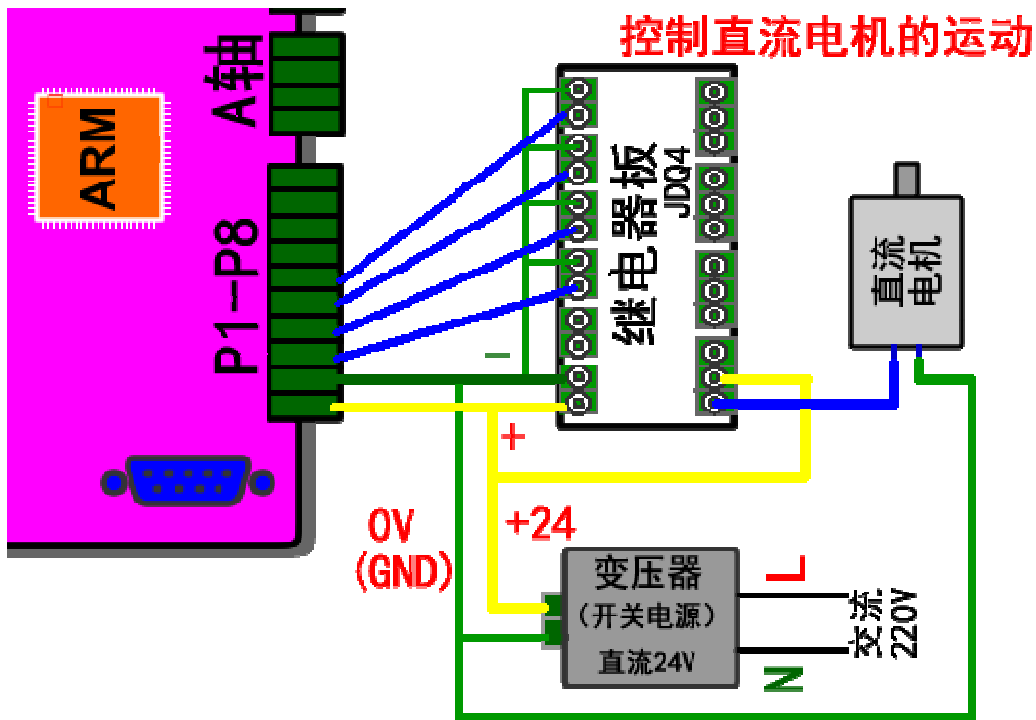 控制直流电机的运动
A轴
ARM
P1--P8
继电器板
JDQ4
直流
电机
−
+
0V
(GND)
+24
变压器
(开关电源)
直流24V
L
N
交流
220V